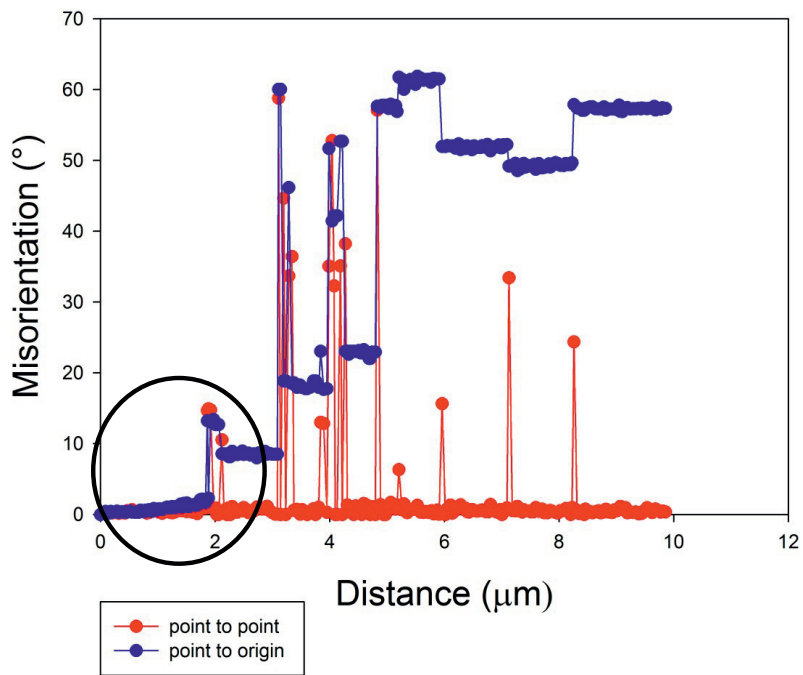 70
60
50
40
30
20
10
0
Misorientation (°)
0 2 4 6 8 10 12
Distance (μm)
point to point
point to origin